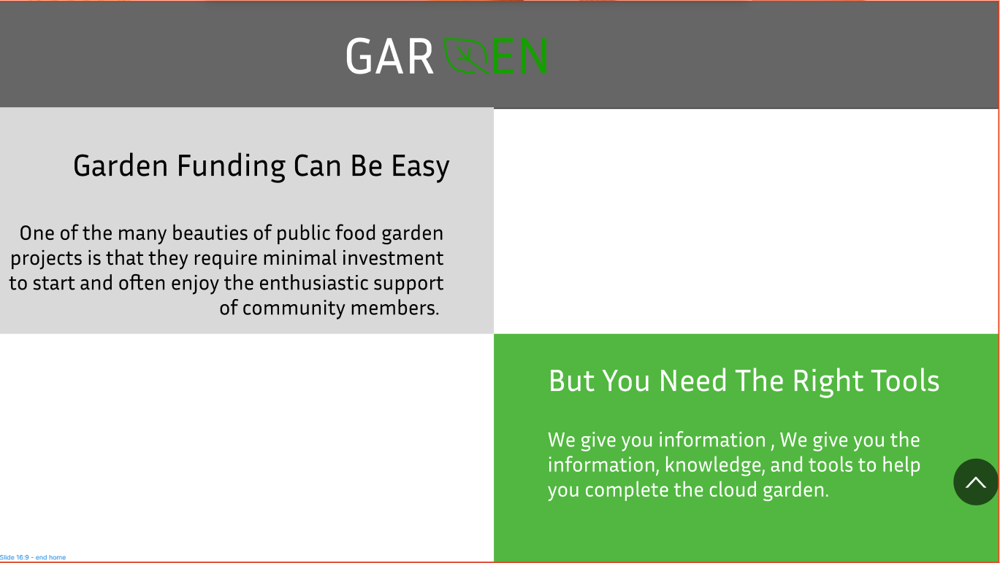 GAR EN
Garden Funding Can Be Easy
One of the many beauties of public food garden
projects is that they require minimal investment
to start and often enjoy the enthusiastic support
of community members.
But You Need The Right Tools
We give you information , We give you the
information, knowledge, and tools to help
you complete the cloud garden.
Slide 16:9 - end home